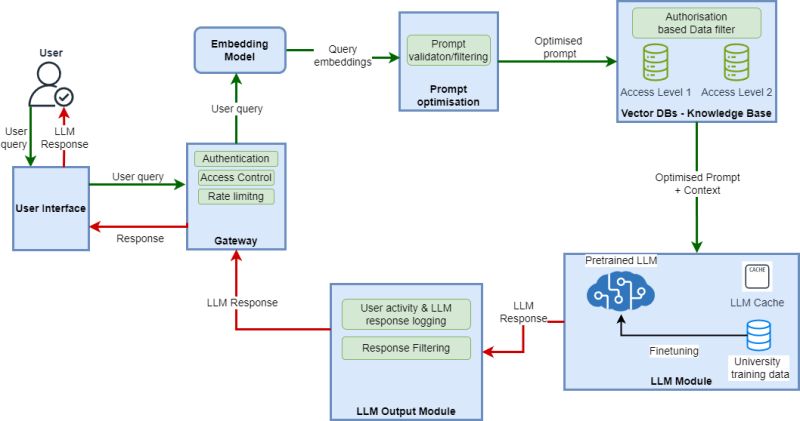 User
User
query
LLM
Response
User Interface
User query
Response
Authentication
Access Control
Rate limitng
Gateway
User query
Embedding
Model
Query
embeddings
Prompt
validaton/filtering
Prompt
optimisation
Optimised
prompt
Authorisation
based Data filter
Access Level 1
Access Level 2
Vector DBs - Knowledge Base
Optimised Prompt
+ Context
Pretrained LLM
CACHE
LLM Cache
Finetuning
University
training data
LLM Module
LLM
Response
User activity & LLM
response logging
Response Filtering
LLM Output Module
LLM Response